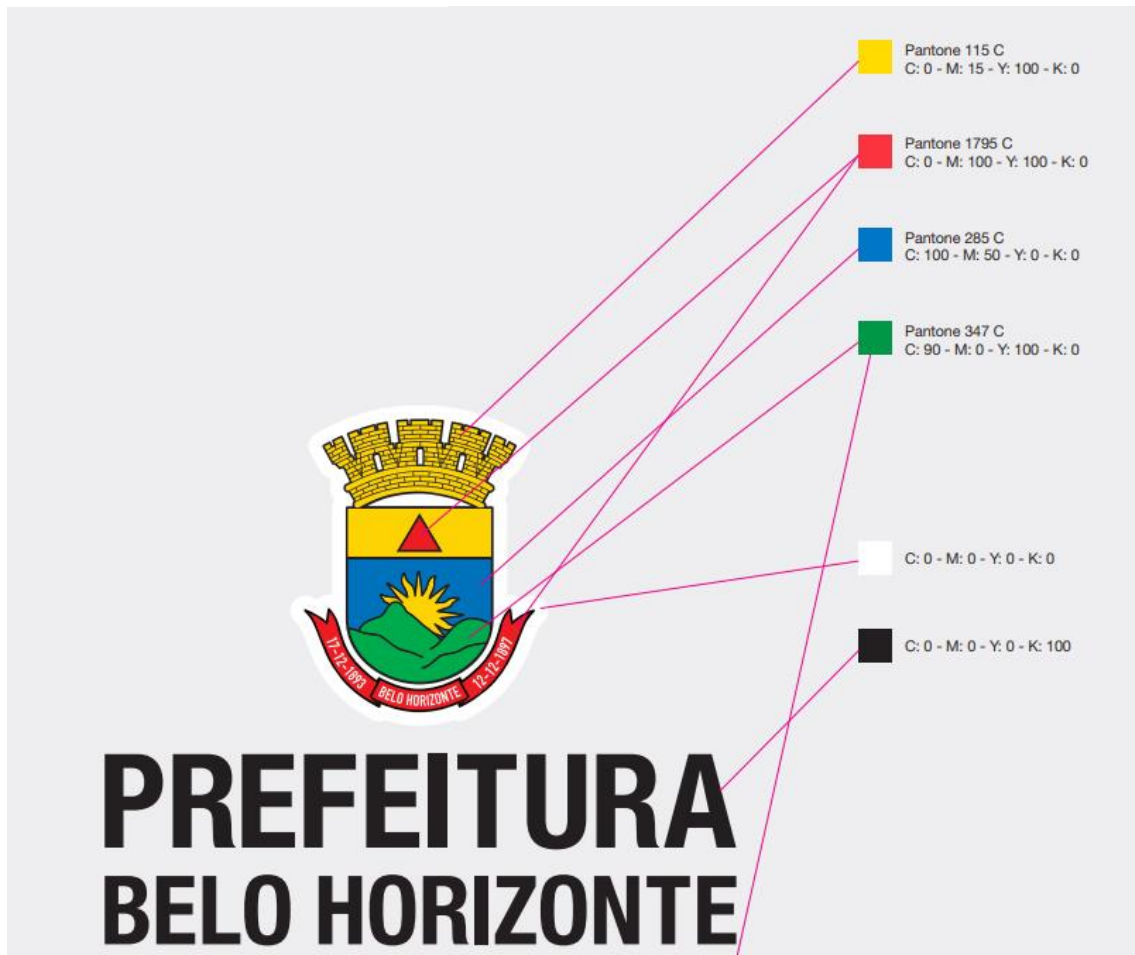 Pantone 115 C
C: 0 - M: 15 - Y: 100 - K: 0
Pantone 1795 C
C: 0 - M: 100 - Y: 100 - K: 0
Pantone 285 C
C: 100 - M: 50 - Y: 0 - K: 0
Pantone 347 C
C: 90 - M: 0 - Y: 100 - K: 0
C: 0 - M: 0 - Y: 0 - K: 0
C: 0 - M: 0 - Y: 0 - K: 100
17-12-1893
BELO HORIZONTE
12-12-1897
PREFEITURA
BELO HORIZONTE